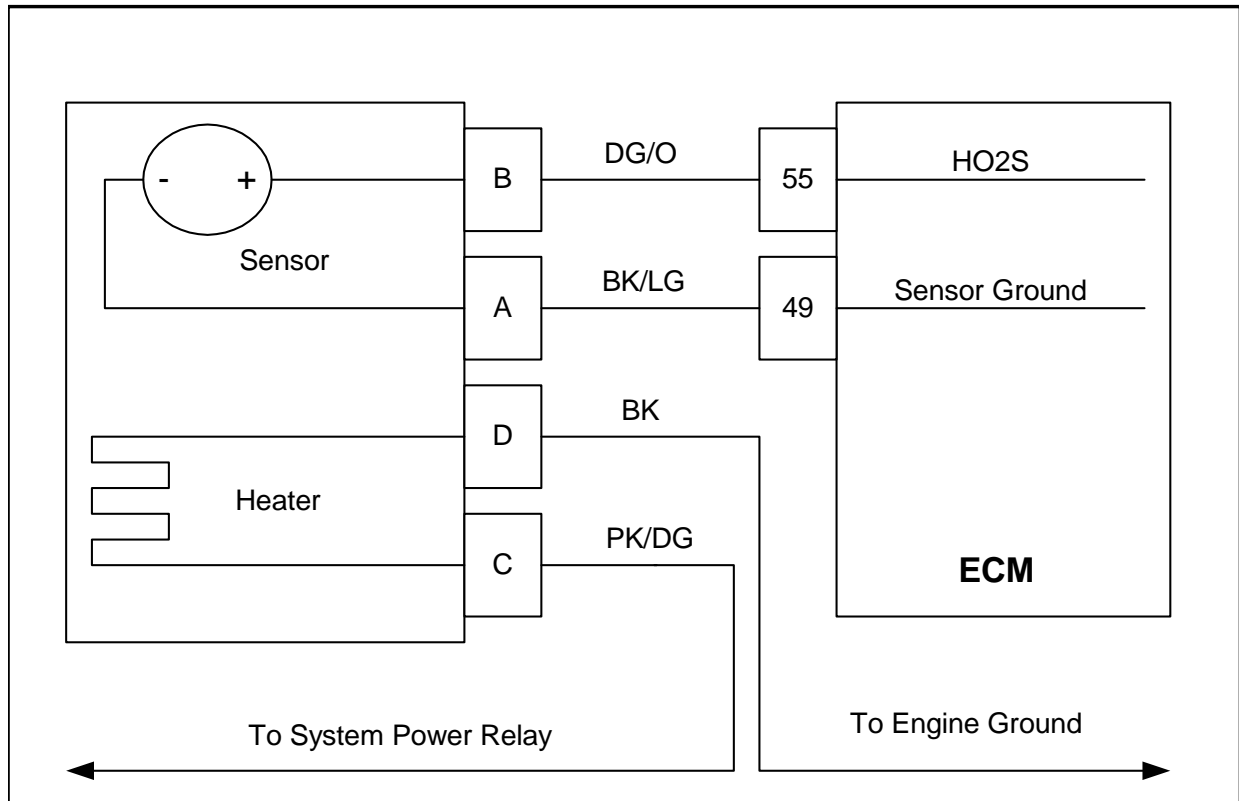 B
DG/O
55
HO2S
- +
Sensor
A
BK/LG
49
Sensor Ground
D
BK
Heater
C
PK/DG
ECM
To System Power Relay
To Engine Ground